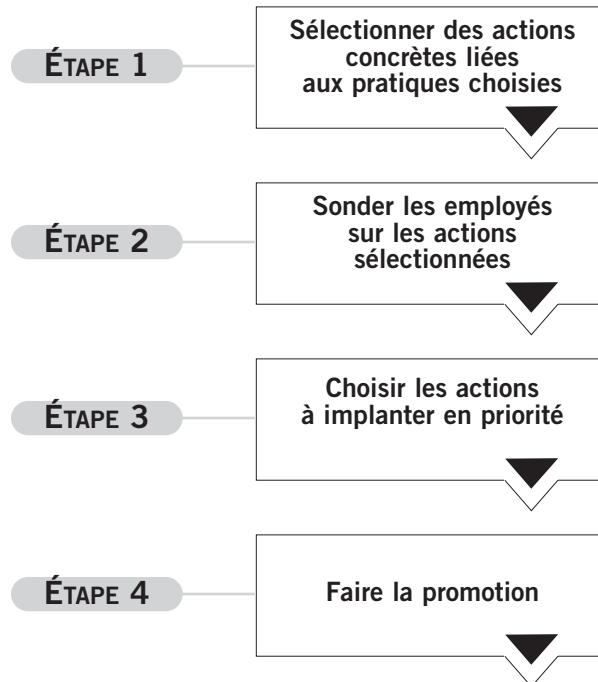 ÉTAPE 1
Sélectionner des actions
concrètes liées
aux pratiques choisies
ÉTAPE 2
Sonder les employés
sur les actions
sélectionnées
ÉTAPE 3
Choisir les actions
à implanter en priorité
ÉTAPE 4
Faire la promotion